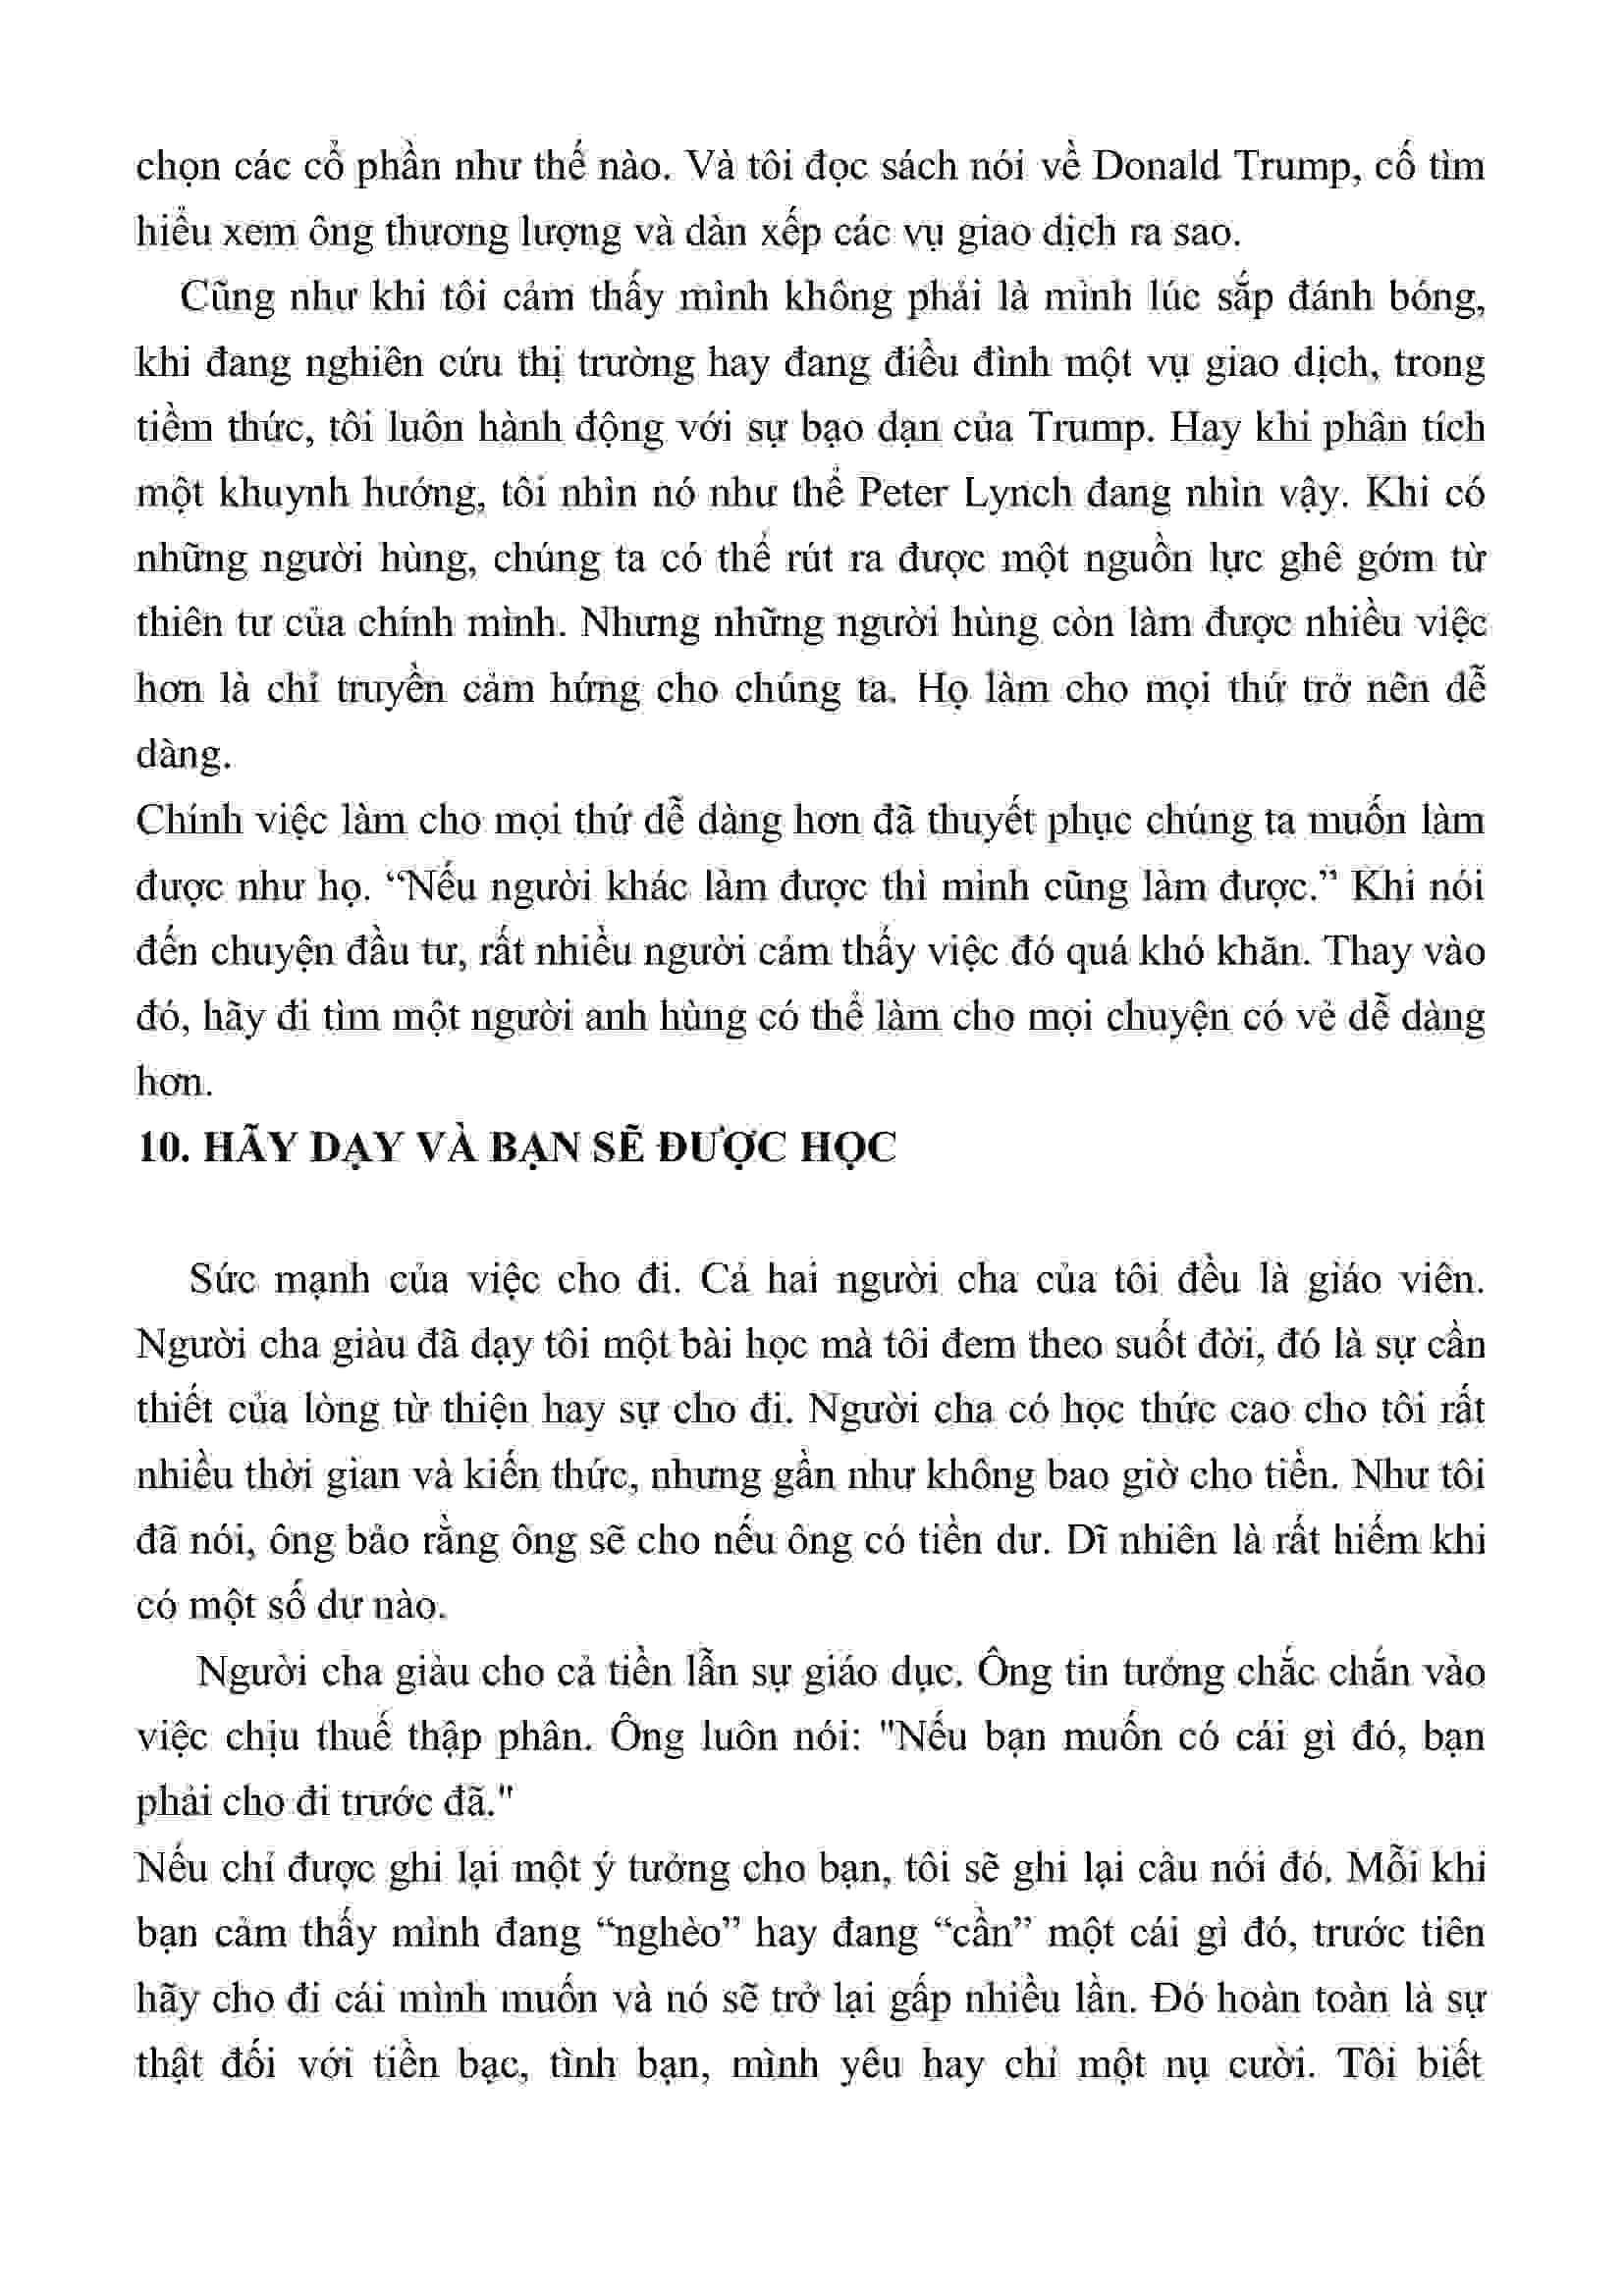 chọn các cổ phần như thế nào. Và tôi đọc sách nói về Donald Trump, cố tìm
hiểu xem ông thương lượng và dàn xếp các vụ giao dịch ra sao.
Cũng như khi tôi cảm thấy mình không phải là mình lúc sắp đánh bóng,
khi đang nghiên cứu thị trường hay đang điều đình một vụ giao dịch, trong
tiềm thức, tôi luôn hành động với sự bạo dạn của Trump. Hay khi phân tích
một khuynh hướng, tôi nhìn nó như thể Peter Lynch đang nhìn vậy. Khi có
những người hùng, chúng ta có thể rút ra được một nguồn lực ghê gớm từ
thiên tư của chính mình. Nhưng những người hùng còn làm được nhiều việc
hơn là chỉ truyền cảm hứng cho chúng ta. Họ làm cho mọi thứ trở nên dễ
dàng.
Chính việc làm cho mọi thứ dễ dàng hơn đã thuyết phục chúng ta muốn làm
được như họ. “Nếu người khác làm được thì mình cũng làm được.” Khi nói
đến chuyện đầu tư, rất nhiều người cảm thấy việc đó quá khó khăn. Thay vào
đó, hãy đi tìm một người anh hùng có thể làm cho mọi chuyện có vẻ dễ dàng
hơn.
10. HÃY DẠY VÀ BẠN SẼ ĐƯỢC HỌC
Sức mạnh của việc cho đi. Cả hai người cha của tôi đều là giáo viên.
Người cha giàu đã dạy tôi một bài học mà tôi đem theo suốt đời, đó là sự cần
thiết của lòng từ thiện hay sự cho đi. Người cha có học thức cao cho tôi rất
nhiều thời gian và kiến thức, nhưng gần như không bao giờ cho tiền. Như tôi
đã nói, ông bảo rằng ông sẽ cho nếu ông có tiền dư. Dĩ nhiên là rất hiếm khi
có một số dư nào.
Người cha giàu cho cả tiền lẫn sự giáo dục. Ông tin tưởng chắc chắn vào
việc chịu thuế thập phân. Ông luôn nói: "Nếu bạn muốn có cái gì đó, bạn
phải cho đi trước đã."
Nếu chỉ được ghi lại một ý tưởng cho bạn, tôi sẽ ghi lại câu nói đó. Mỗi khi
bạn cảm thấy mình đang “nghèo” hay đang “cần” một cái gì đó, trước tiên
hãy cho đi cái mình muốn và nó sẽ trở lại gấp nhiều lần. Đó hoàn toàn là sự
thật đối với tiền bạc, tình bạn, mình yêu hay chỉ một nụ cười. Tôi biết